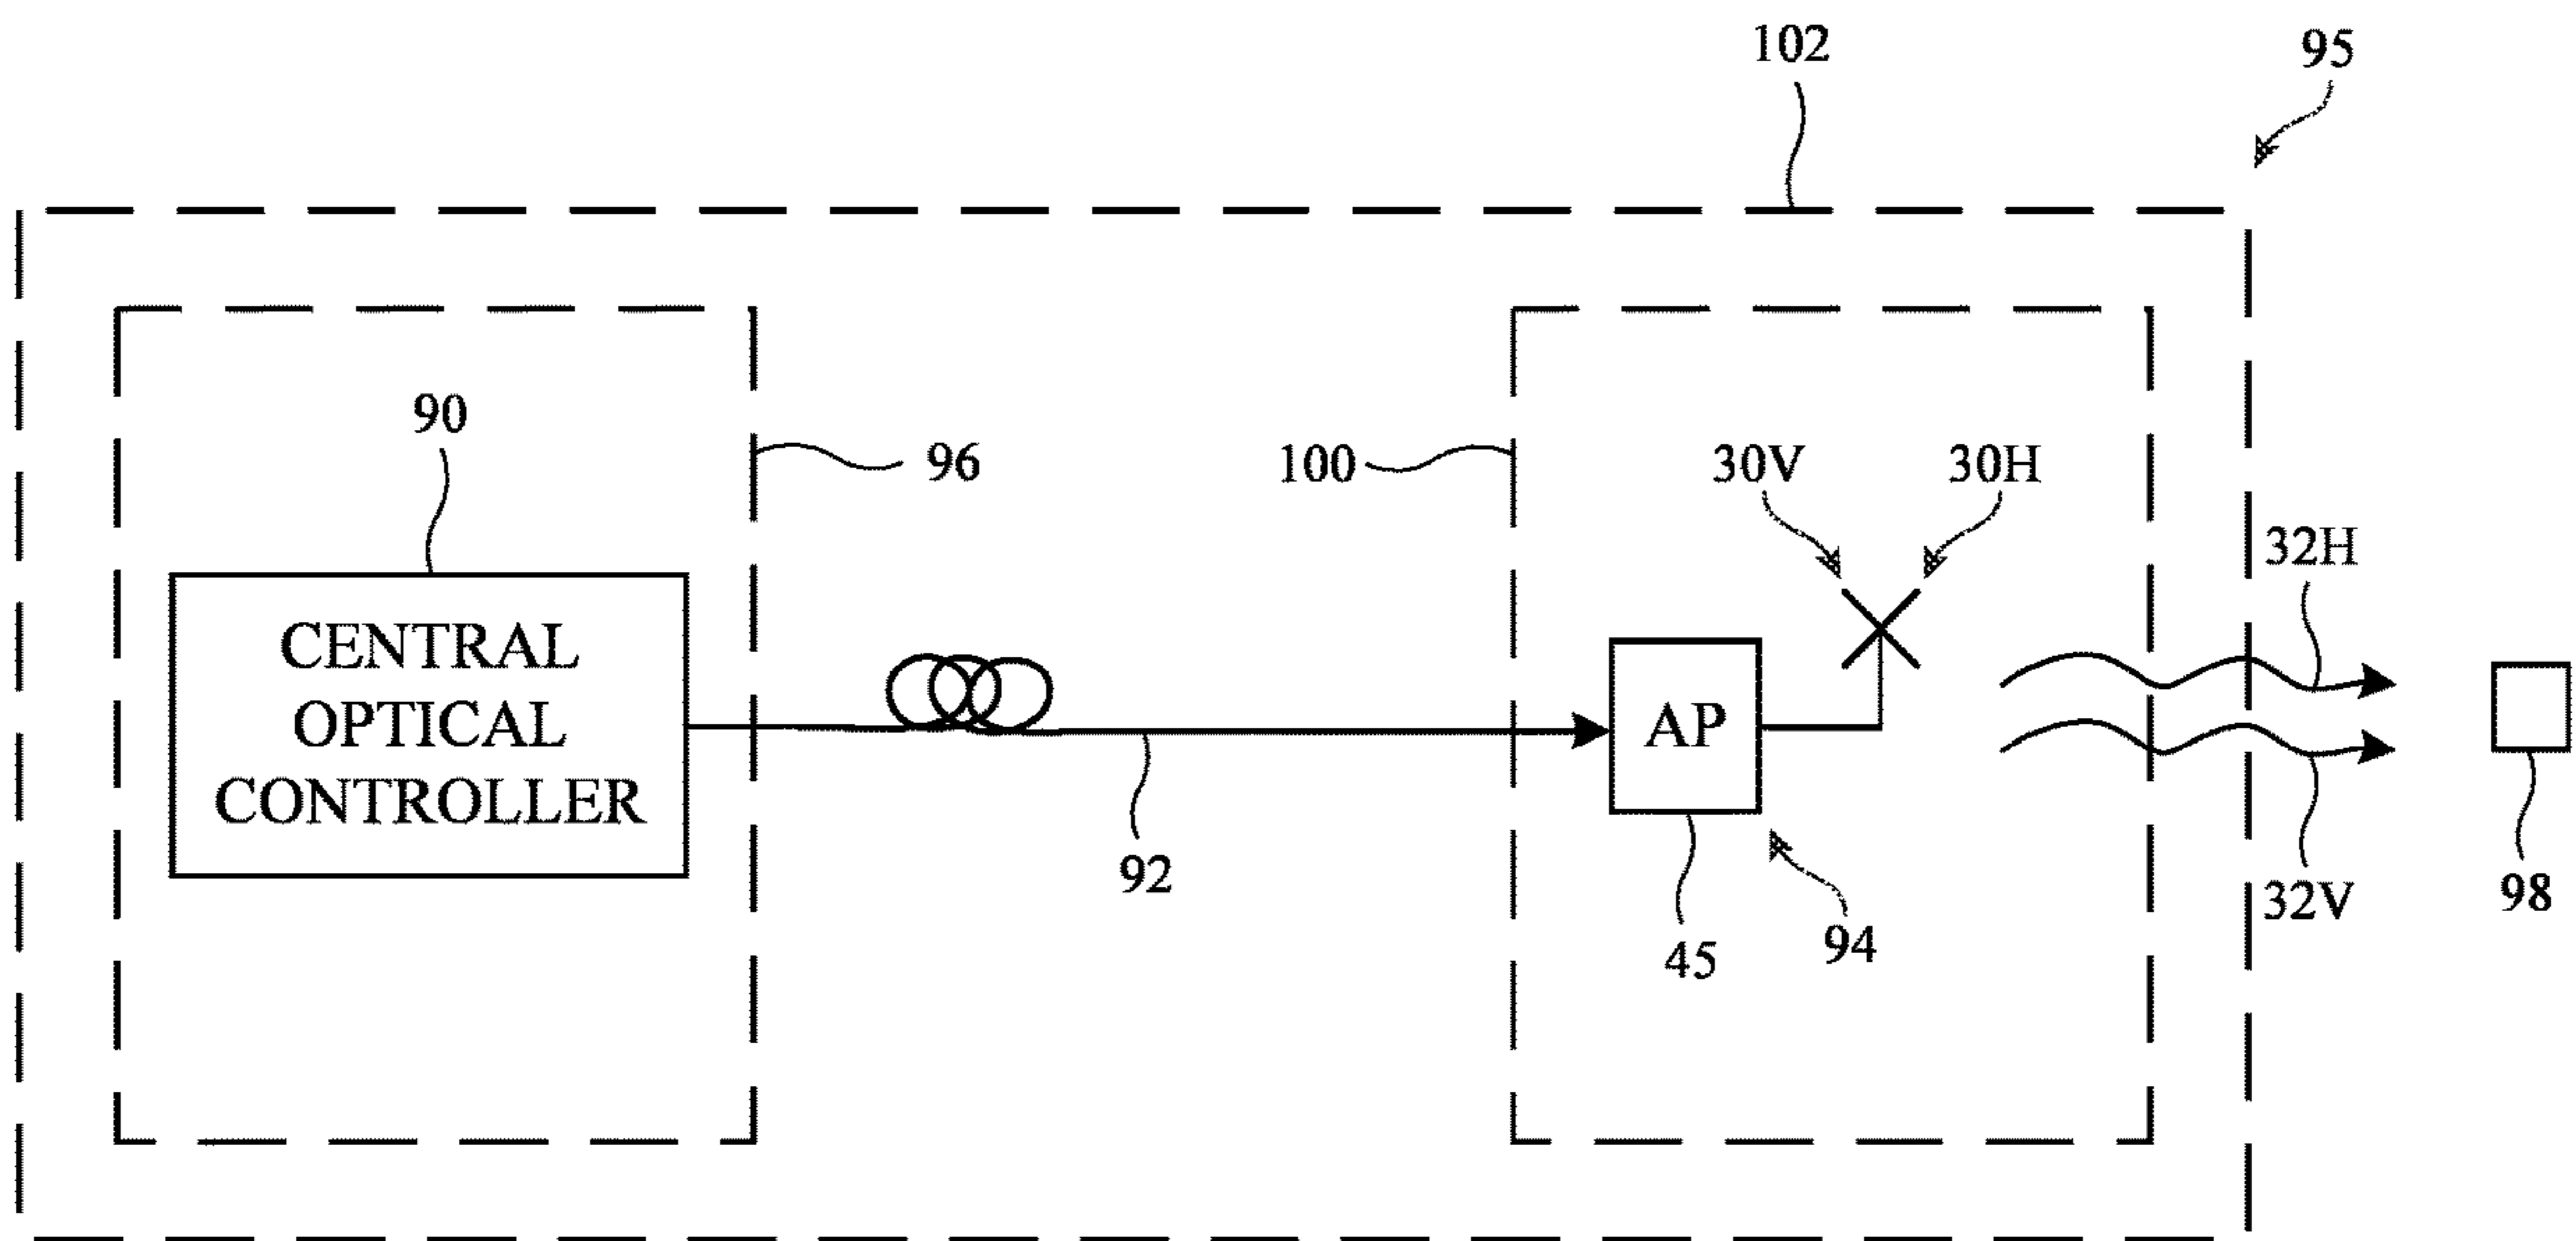 102
95
90
96
100
30V
30H
32H
CENTRAL
OPTICAL
CONTROLLER
AP
92
45
94
32V
98